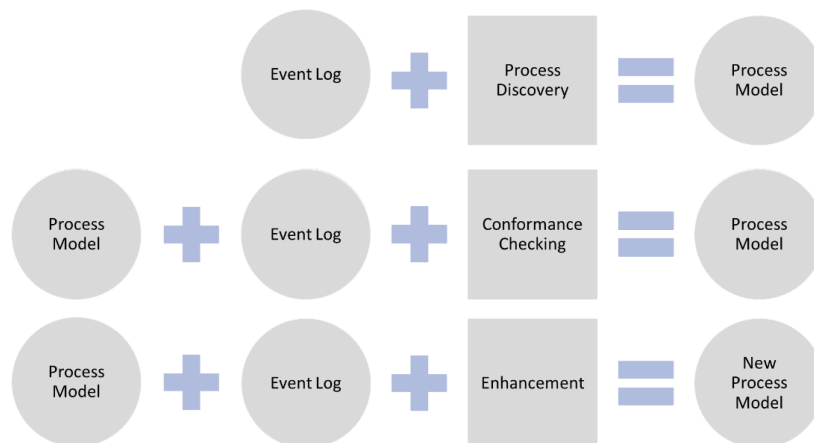 Event Log
Process
Discovery
Process
Model
Process
Model
Event Log
Conformance
Checking
Process
Model
Process
Model
Event Log
Enhancement
New
Process
Model